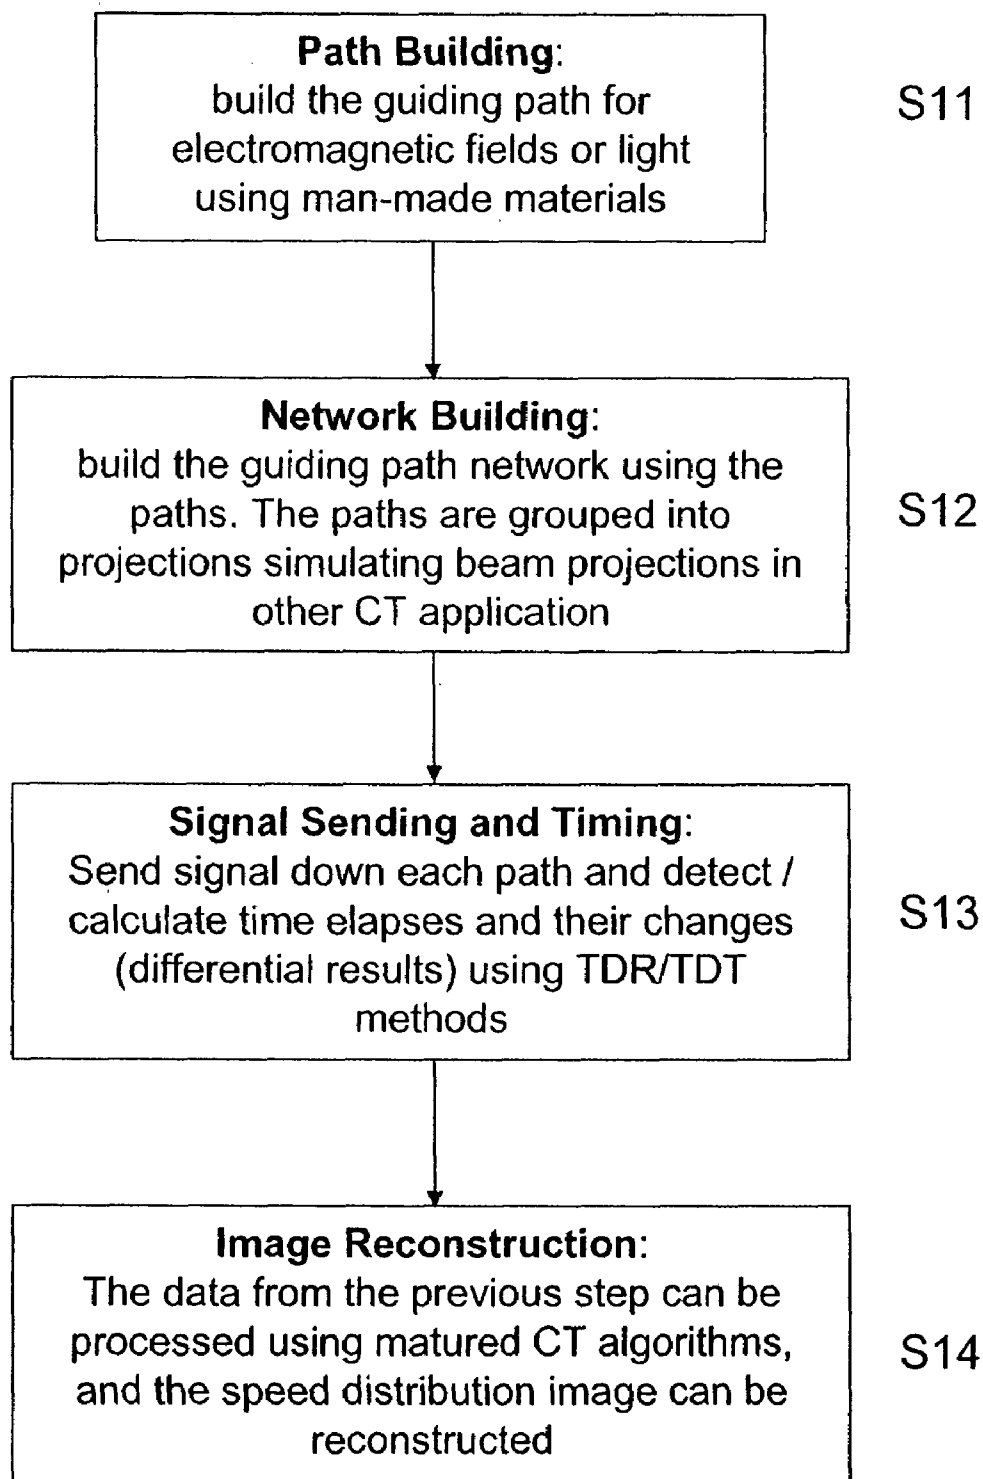 Path Building:
build the guiding path for
electromagnetic fields or light
using man-made materials
S11
Network Building:
build the guiding path network using the
paths. The paths are grouped into
projections simulating beam projections in
other CT application
S12
Signal Sending and Timing:
Send signal down each path and detect /
calculate time elapses and their changes
(differential results) using TDR/TDT
methods
S13
Image Reconstruction:
The data from the previous step can be
processed using matured CT algorithms,
and the speed distribution image can be
reconstructed
S14